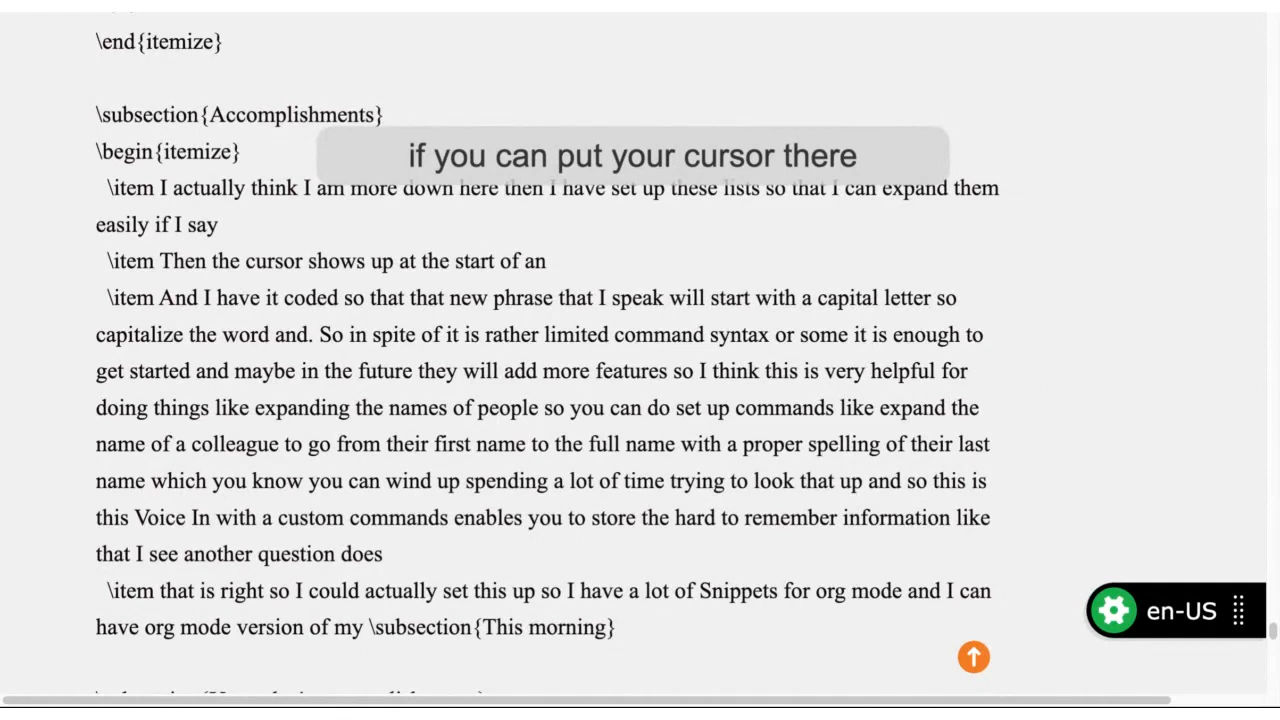 \end{itemize}
\subsection{Accomplishments}
\begin{itemize}
if you can put your cursor there
\item I actually think I am more down here then I have set up these lists so that I can expand them
easily if I say
\item Then the cursor shows up at the start of an
\item And I have it coded so that that new phrase that I speak will start with a capital letter so
capitalize the word and. So in spite of it is rather limited command syntax or some it is enough to
get started and maybe in the future they will add more features so I think this is very helpful for
doing things like expanding the names of people so you can do set up commands like expand the
name of a colleague to go from their first name to the full name with a proper spelling of their last
name which you know you can wind up spending a lot of time trying to look that up and so this is
this Voice In with a custom commands enables you to store the hard to remember information like
that I see another question does
\item that is right so I could actually set this up so I have a lot of Snippets for org mode and I can
have org mode version of my \subsection{This morning}
en-US